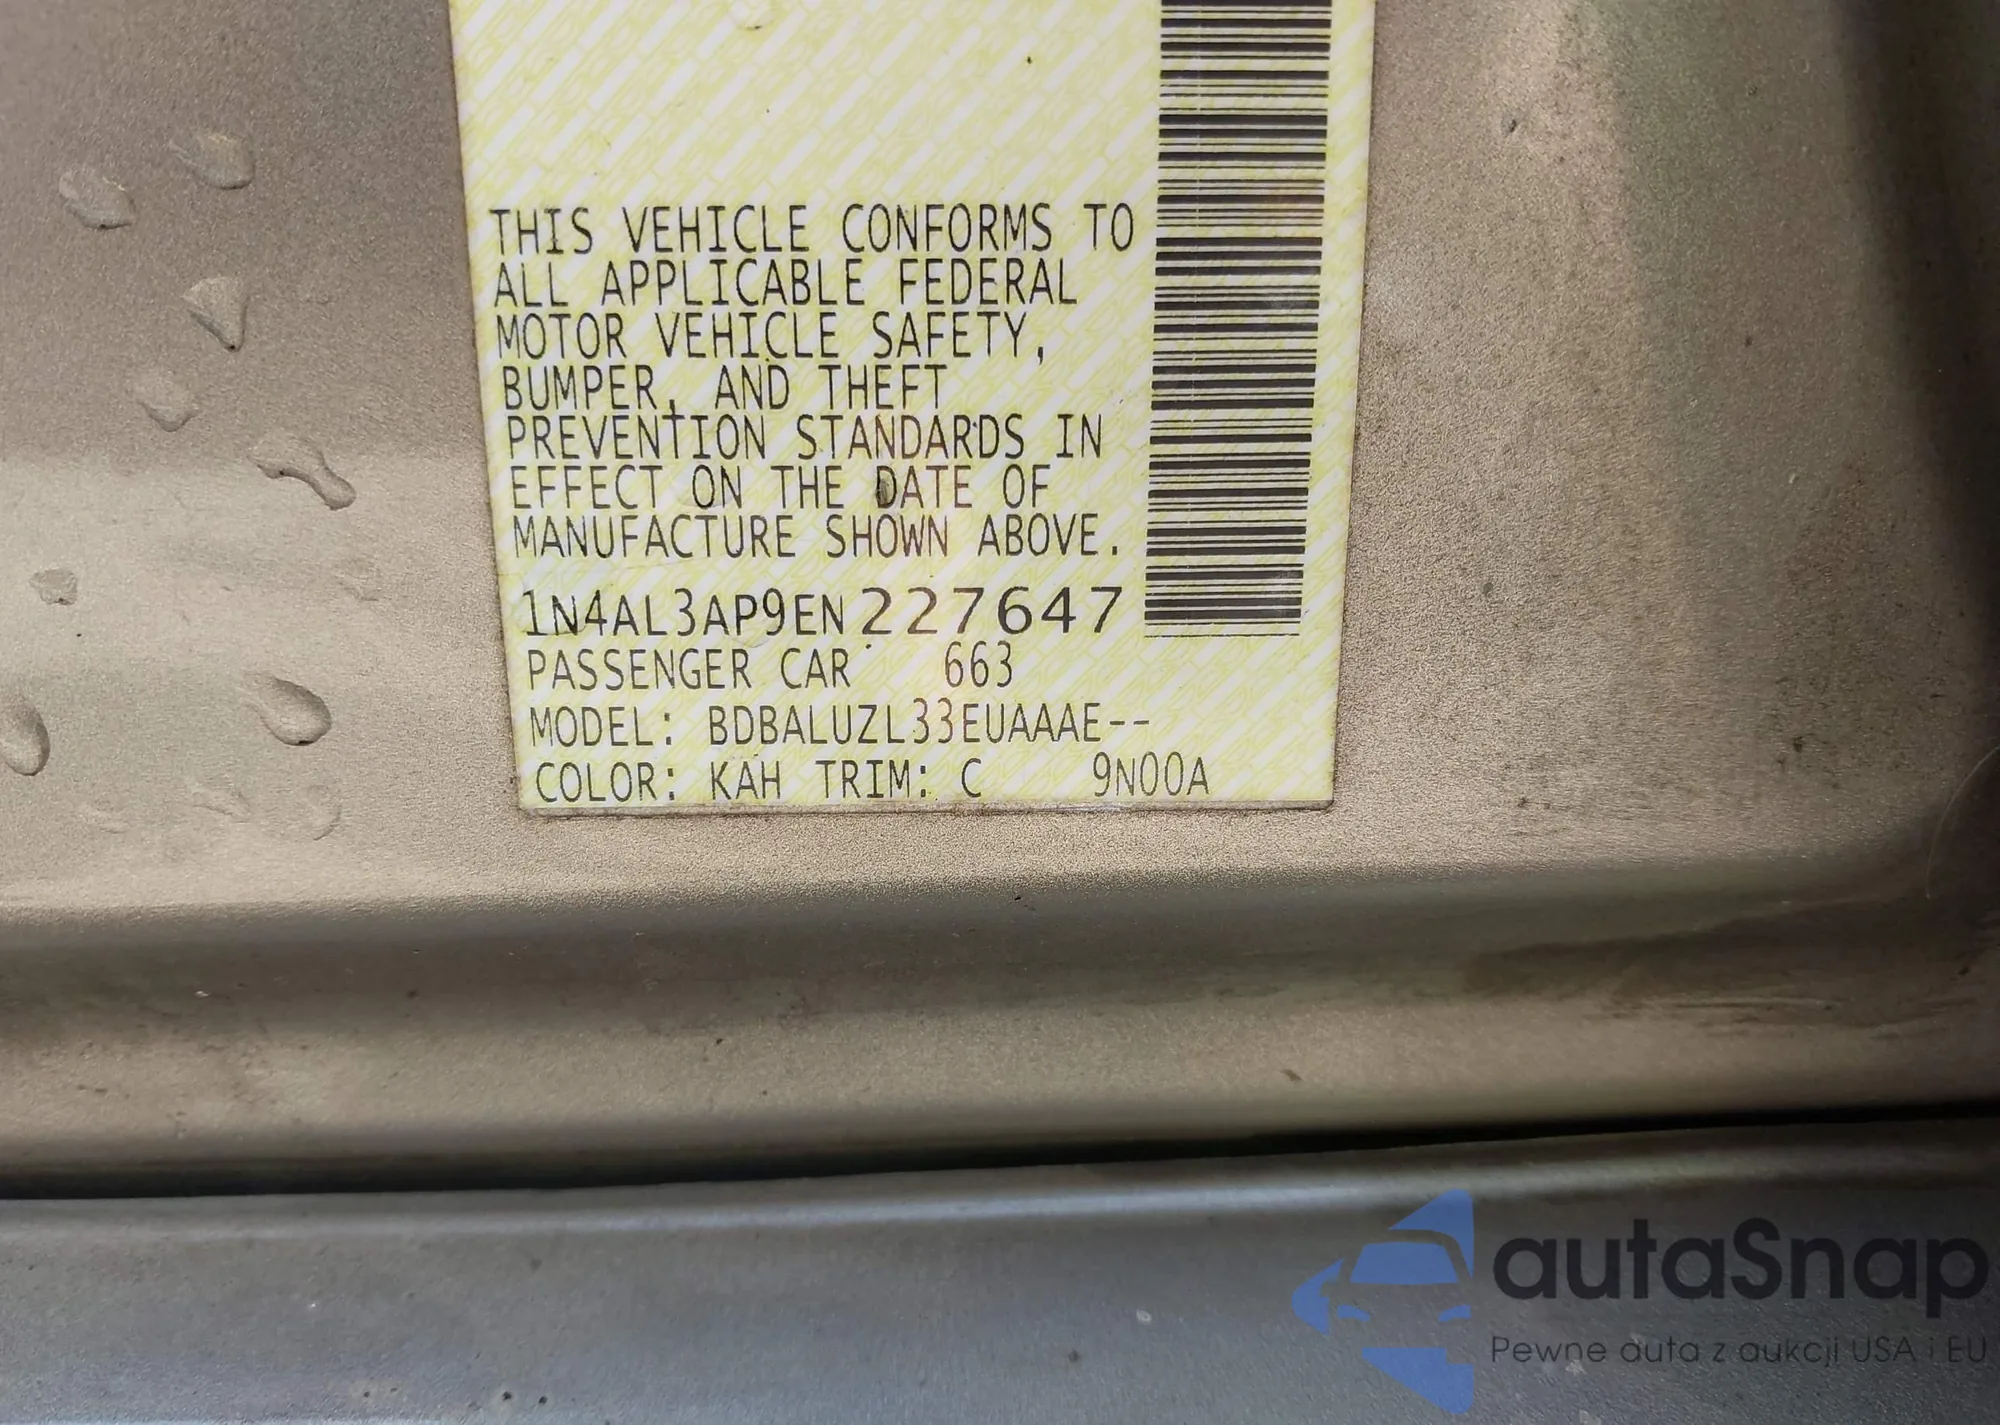 THIS VEHICLE CONFORMS TO
ALL APPLICABLE FEDERAL
MOTOR VEHICLE SAFETY,
BUMPER, AND THEFT
PREVENTION STANDARDS IN
EFFECT ON THE DATE OF
MANUFACTURE SHOWN ABOVE.
1N4AL3AP9EN227647
PASSENGER CAR 663
MODEL: BDBALUZL33EUAAAE--
COLOR: KAH TRIM: C 9N00A
autaSnap
Pewne auta z aukcji USA i EU